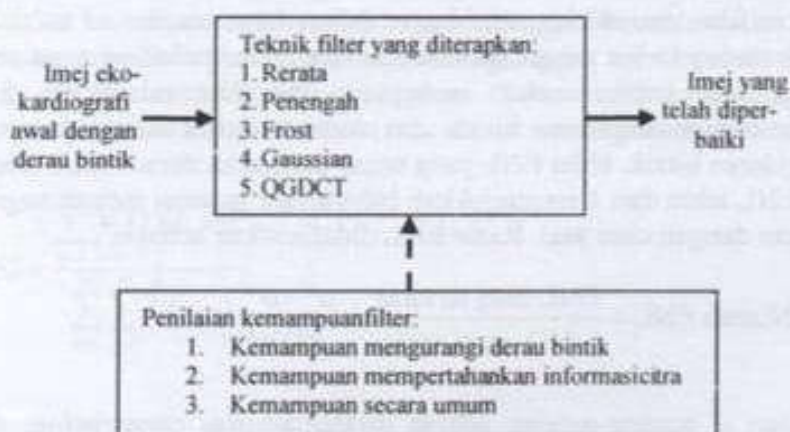 Teknik filter yang diterapkan:
1. Rerata
2. Penengah
3. Frost
4. Gaussian
5. QGDCT
Imej eko-
kardiografi
awal dengan
derau bintik
Imej yang
telah diper-
baiki
Penilaian kemampuanfilter:
1. Kemampuan mengurangi derau bintik
2. Kemampuan mempertahankan informasicitra
3. Kemampuan secara umum